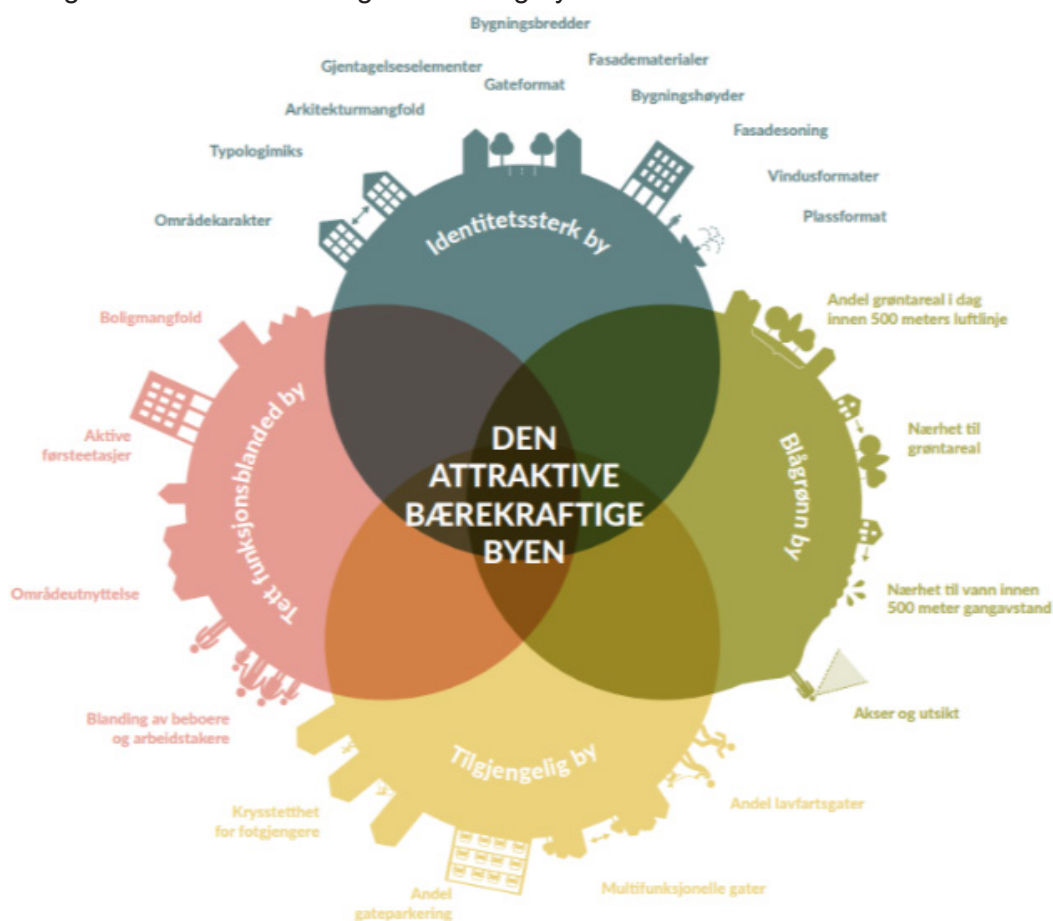 Bygningsbredder
Gjentagelseselementer
Fasadematerialer
Gateformat
Arkitekturmangfold
Bygningshøyder
Typologimiks
Fasadesoning
Vindusformater
Områdekarakter
Plassformat
Identitetssterk by
Andel grøntareal i dag
innen 500 meters luftlinje
Boligmangfold
Aktive
førsteetasjer
Nærhet til
grøntareal
Tett funksjonsblanded by
DEN
ATTRAKTIVE
BÆREKRAFTIGE
BYEN
Blågrønn by
Områdeutnyttelse
Nærhet til vann innen
500 meter gangavstand
Blanding av beboere
og arbeidstakere
Akser og utsikt
Tilgjengelig by
Krysstetthet
for fotgjengere
Andel lavfartsgater
Andel
gateparkering
Multifunksjonelle gater